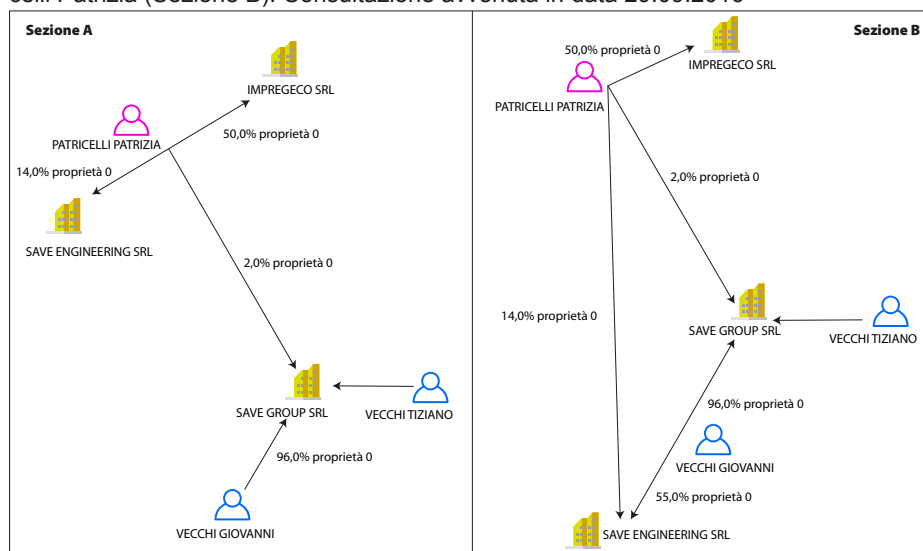 Sezione A
IMPREGECO SRL
PATRICELLI PATRIZIA
50,0% proprietà 0
14,0% proprietà 0
SAVE ENGINEERING SRL
2,0% proprietà 0
SAVE GROUP SRL
VECCHI TIZIANO
96,0% proprietà 0
VECCHI GIOVANNI
Sezione B
50,0% proprietà 0
IMPREGECO SRL
PATRICELLI PATRIZIA
2,0% proprietà 0
14,0% proprietà 0
SAVE GROUP SRL
VECCHI TIZIANO
96,0% proprietà 0
VECCHI GIOVANNI
55,0% proprietà 0
SAVE ENGINEERING SRL